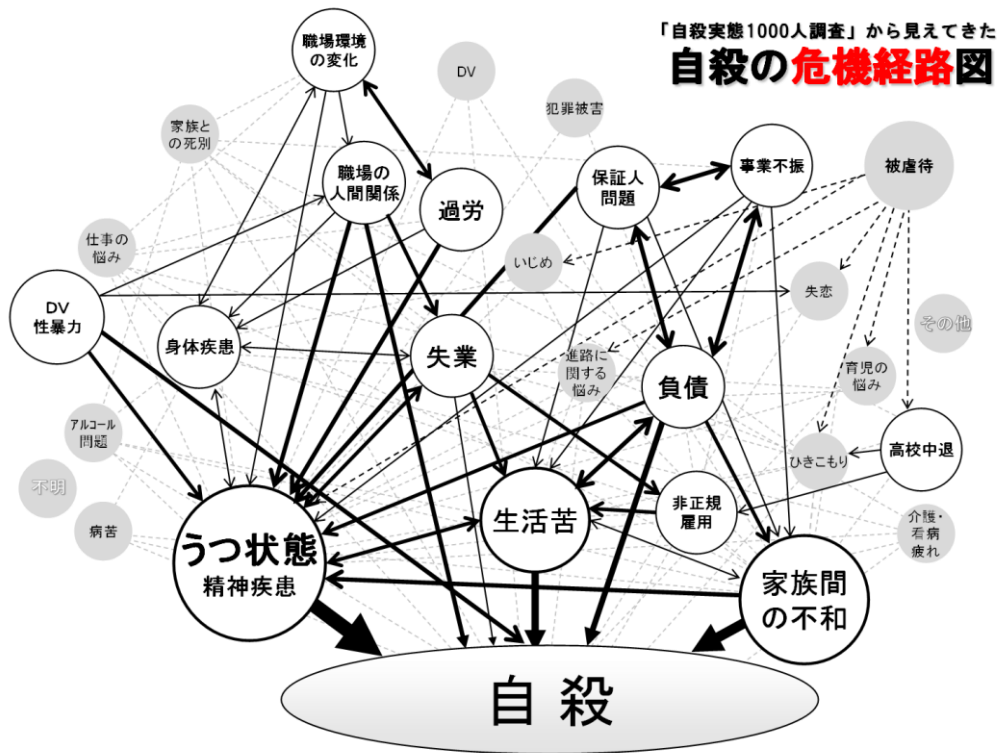 「自殺実態1000人調査」から見えてきた
自殺の危機経路図
職場環境
の変化
DV
犯罪被害
家族と
の死別
職場の
人間関係
過労
保証人
問題
事業不振
被虐待
仕事の
悩み
いじめ
DV
性暴力
失恋
その他
身体疾患
失業
進路に
関する
悩み
負債
育児の
悩み
アルコール
問題
ひきこもり
高校中退
不明
病苦
うつ状態
精神疾患
生活苦
非正規
雇用
介護・
看病
疲れ
家族間
の不和
自殺